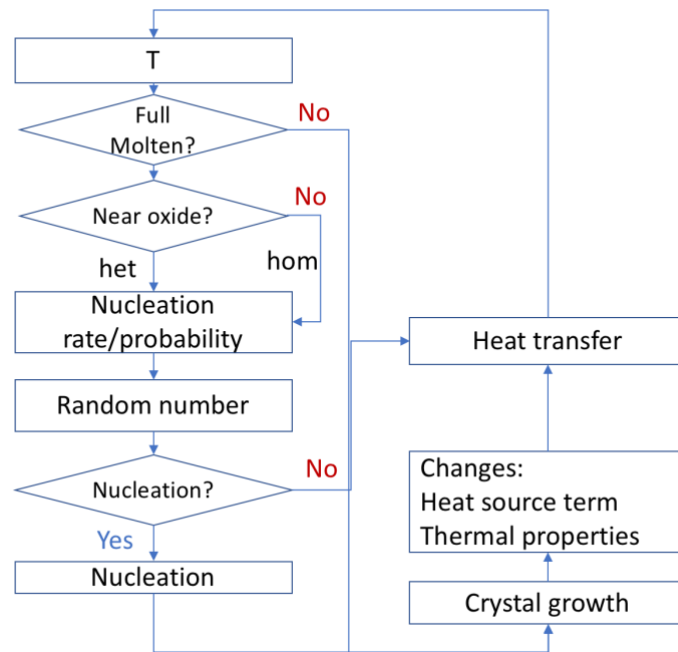 T
Full
Molten?
No
Near oxide?
No
het
hom
Nucleation
rate/probability
Random number
Nucleation?
No
Yes
Nucleation
Heat transfer
Changes:
Heat source term
Thermal properties
Crystal growth